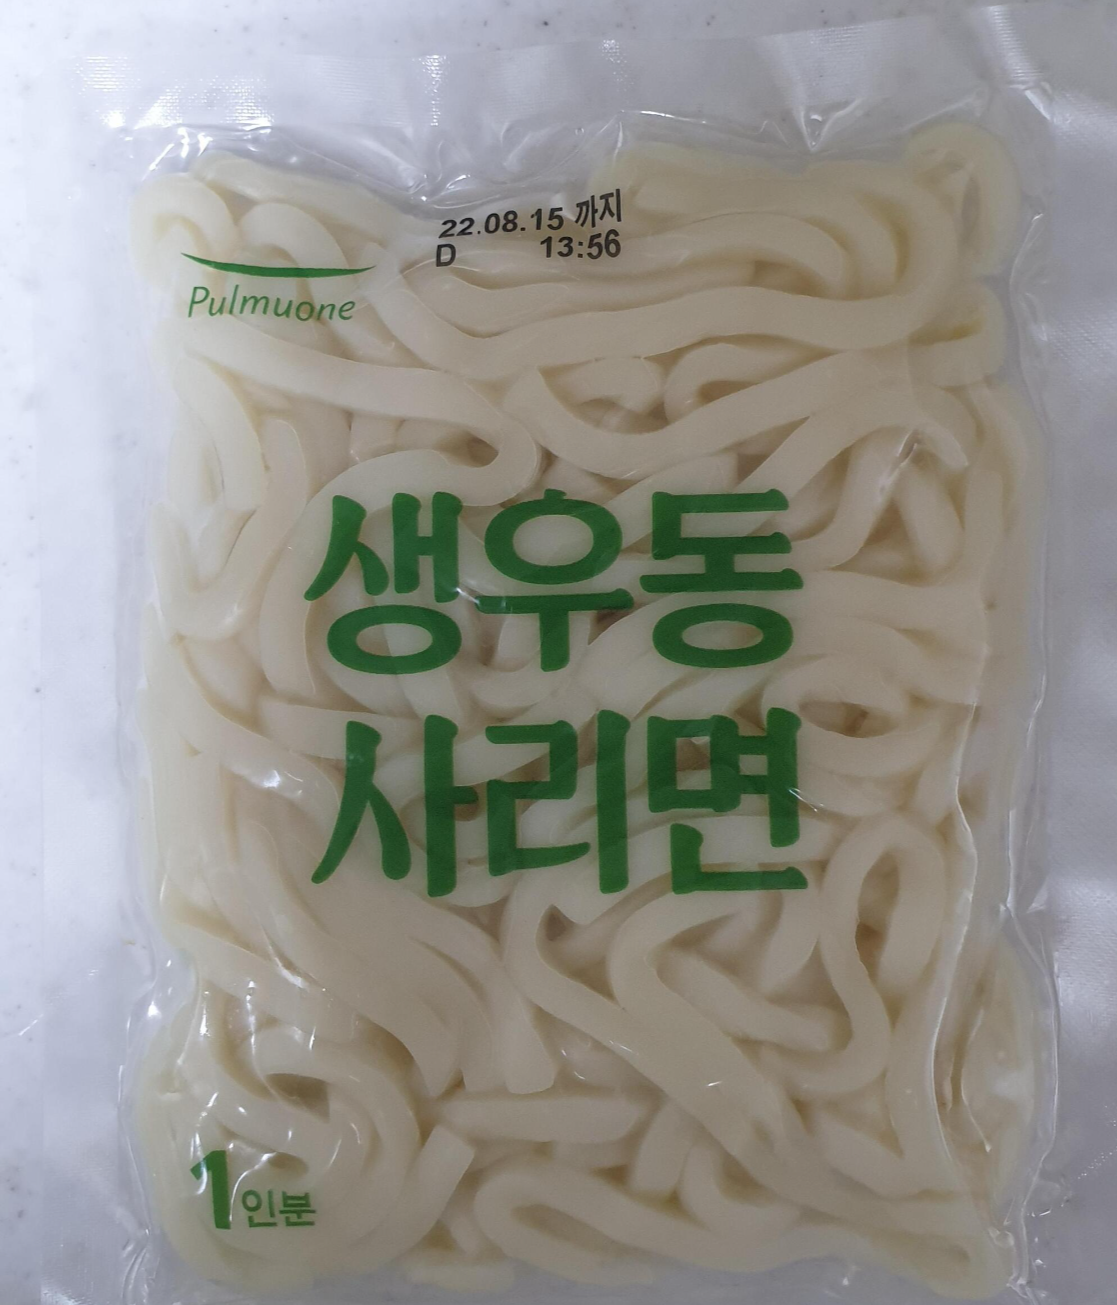 22.08.15 까지
D 13:56
Pulmuone
생우동
사리면
1인분